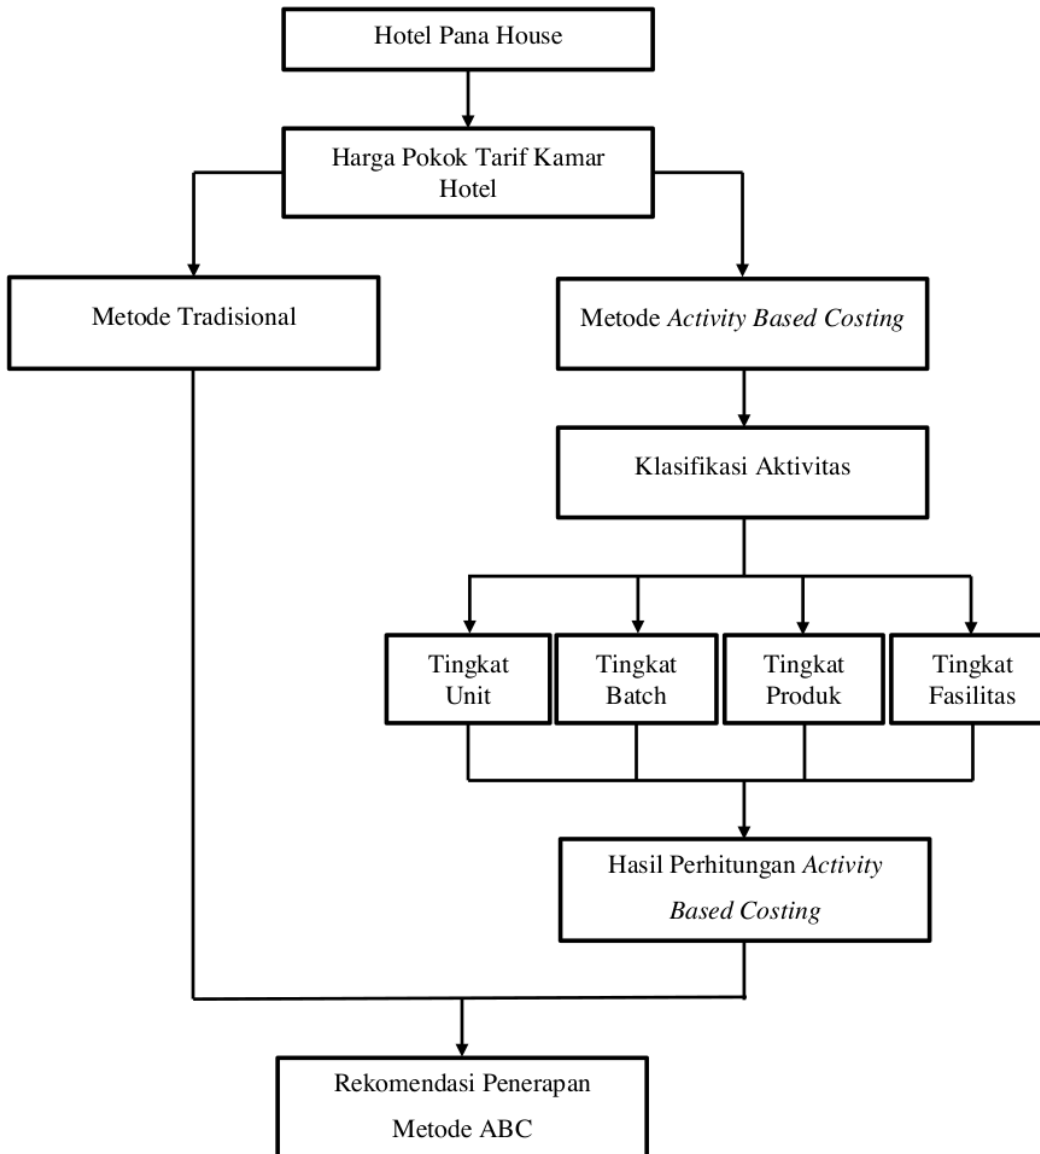 Hotel Pana House
Harga Pokok Tarif Kamar
Hotel
Metode Tradisional
Metode Activity Based Costing
Klasifikasi Aktivitas
Tingkat
Unit
Tingkat
Batch
Tingkat
Produk
Tingkat
Fasilitas
Hasil Perhitungan Activity
Based Costing
Rekomendasi Penerapan
Metode ABC